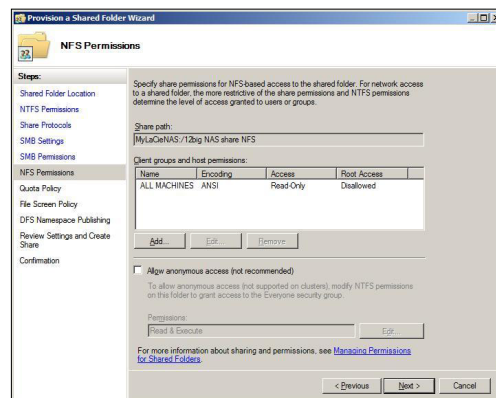 Provision a Shared Folder Wizard
NFS Permissions
Steps:
Shared Folder Location
NTFS Permissions
Share Protocols
SMB Settings
SMB Permissions
NFS Permissions
Quota Policy
File Screen Policy
DFS Namespace Publishing
Review Settings and Create
Share
Confirmation
Specify share permissions for NFS-based access to the shared folder. For network access
to a shared folder, the more restrictive of the share permissions and NTFS permissions
determine the level of access granted to users or groups.
Share path:
MyLaCieNAS:/12big NAS share NFS
Client groups and host permissions:
Name Encoding Access Root Access
ALL MACHINES ANSI Read-Only Disallowed
Add... Edit... Remove
Allow anonymous access (not recommended)
To allow anonymous access (not supported on clusters), modify NTFS permissions
on this folder to grant access to the Everyone security group.
Permissions:
Read & Execute Edit...
For more information about sharing and permissions, see Managing Permissions
for Shared Folders.
< Previous Next > Cancel